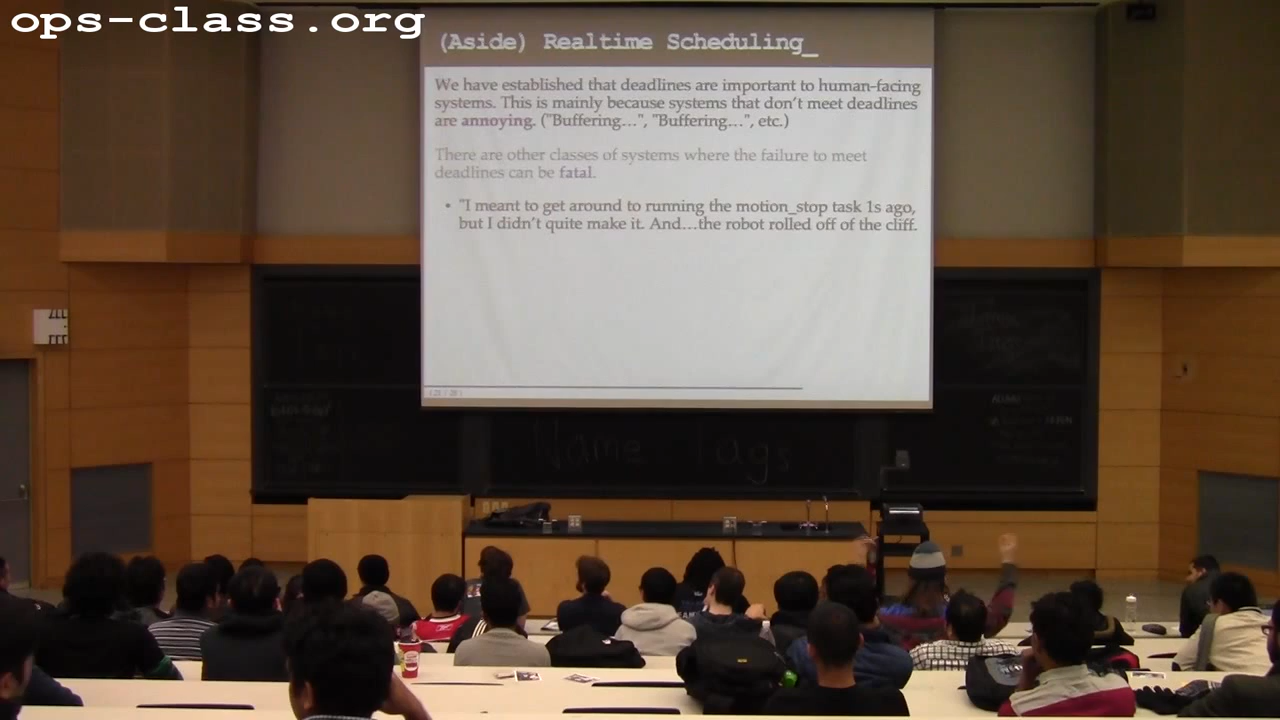 ops-class.org
(Aside) Realtime Scheduling_
We have established that deadlines are important to human-facing
systems. This is mainly because systems that don't meet deadlines
are annoying. ("Buffering...", "Buffering...", etc.)
There are other classes of systems where the failure to meet
deadlines can be fatal.
• "I meant to get around to running the motion_stop task 1s ago,
but I didn't quite make it. And...the robot rolled off of the cliff.
Name Tags